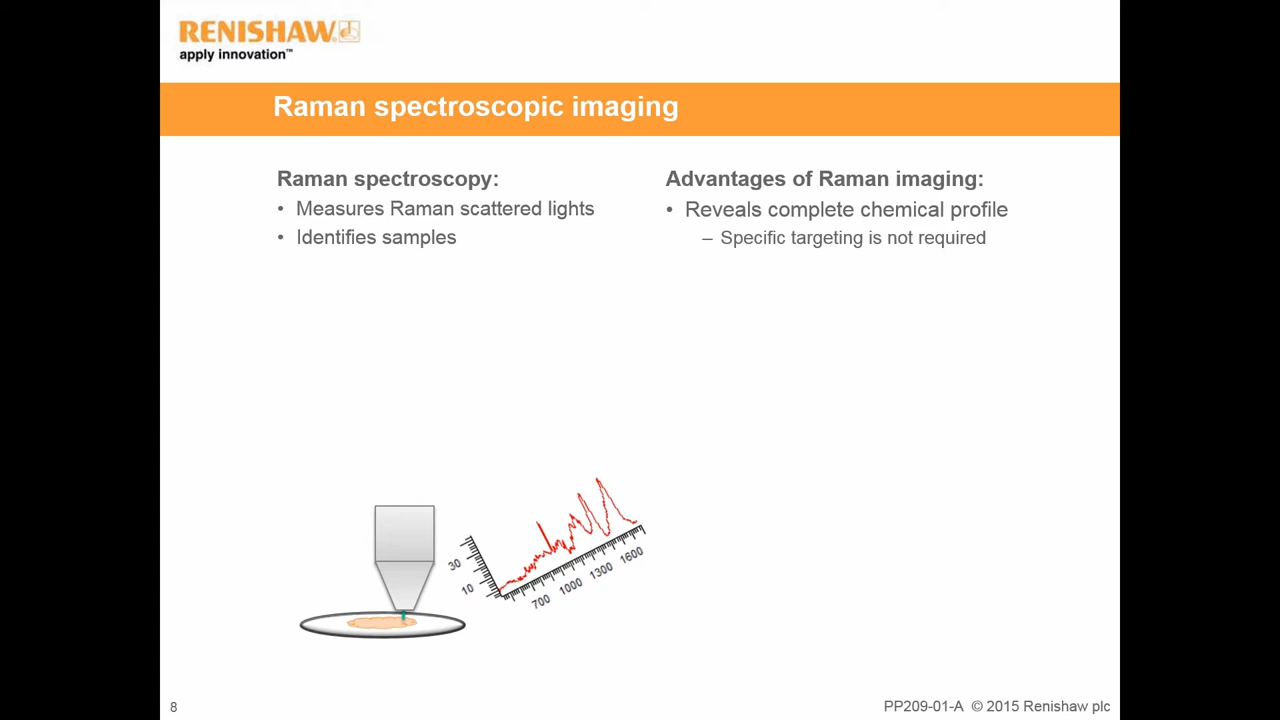 RENISHAW
apply innovation™
Raman spectroscopic imaging
Raman spectroscopy:
• Measures Raman scattered lights
• Identifies samples
Advantages of Raman imaging:
• Reveals complete chemical profile
– Specific targeting is not required
30
10
700
1000
1300
1600
8
PP209-01-A © 2015 Renishaw plc